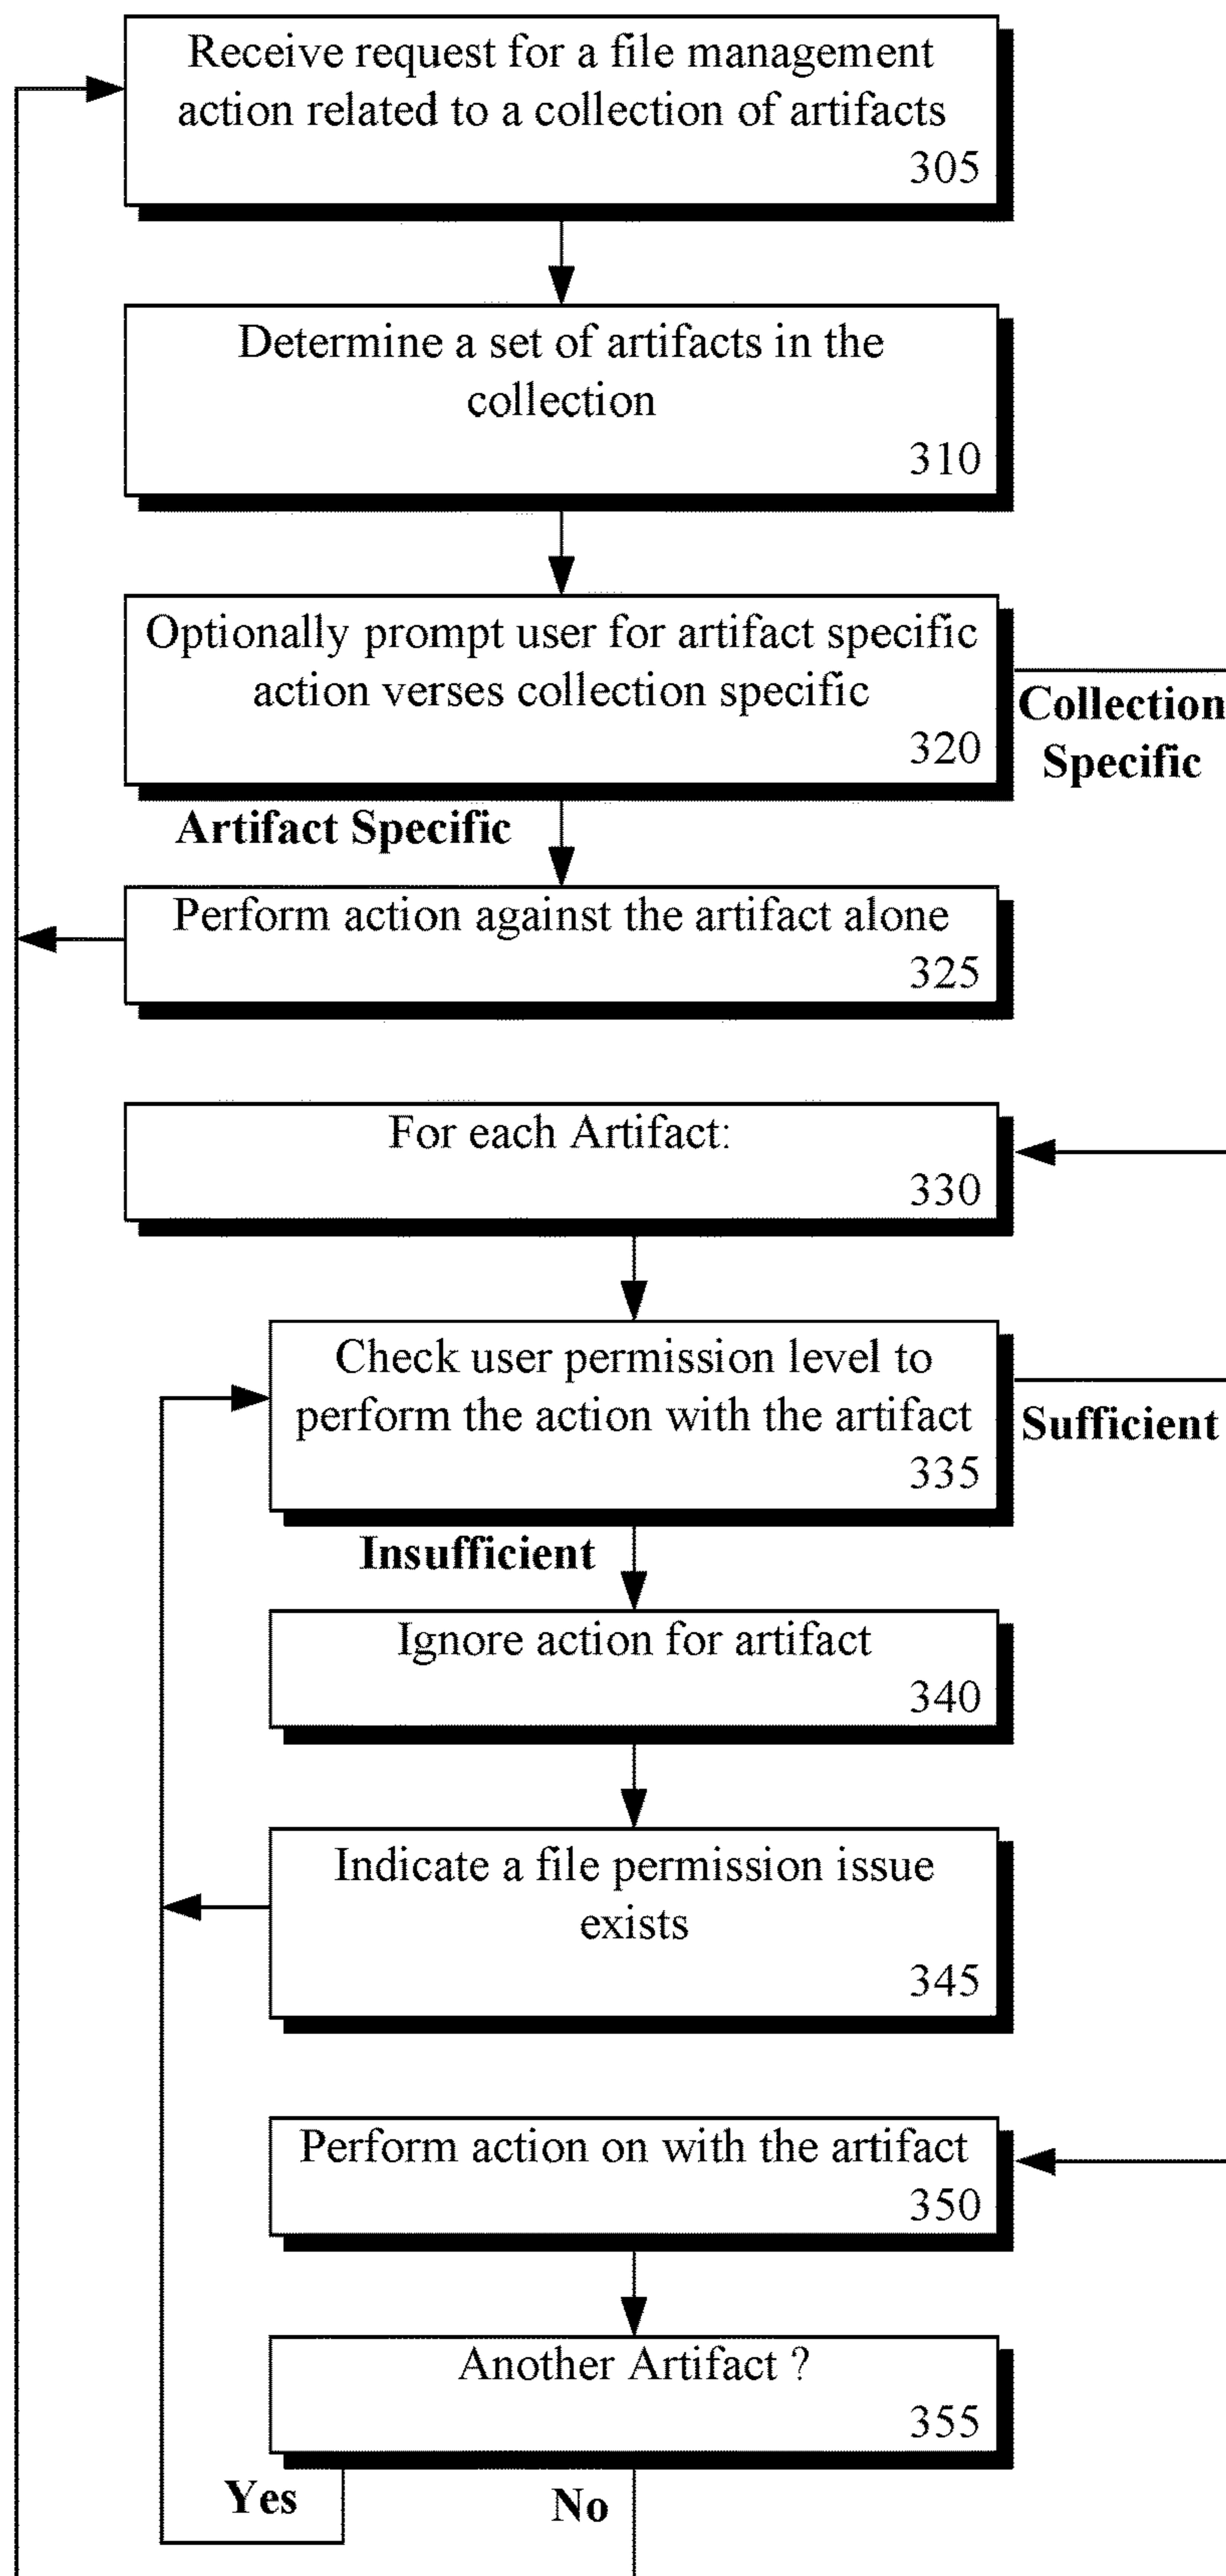 Receive request for a file management
action related to a collection of artifacts
305
Determine a set of artifacts in the
collection
310
Optionally prompt user for artifact specific
action verses collection specific
320
Collection
Specific
Artifact Specific
Perform action against the artifact alone
325
For each Artifact:
330
Check user permission level to
perform the action with the artifact
335
Sufficient
Insufficient
Ignore action for artifact
340
Indicate a file permission issue
exists
345
Perform action on with the artifact
350
Another Artifact ?
355
Yes
No